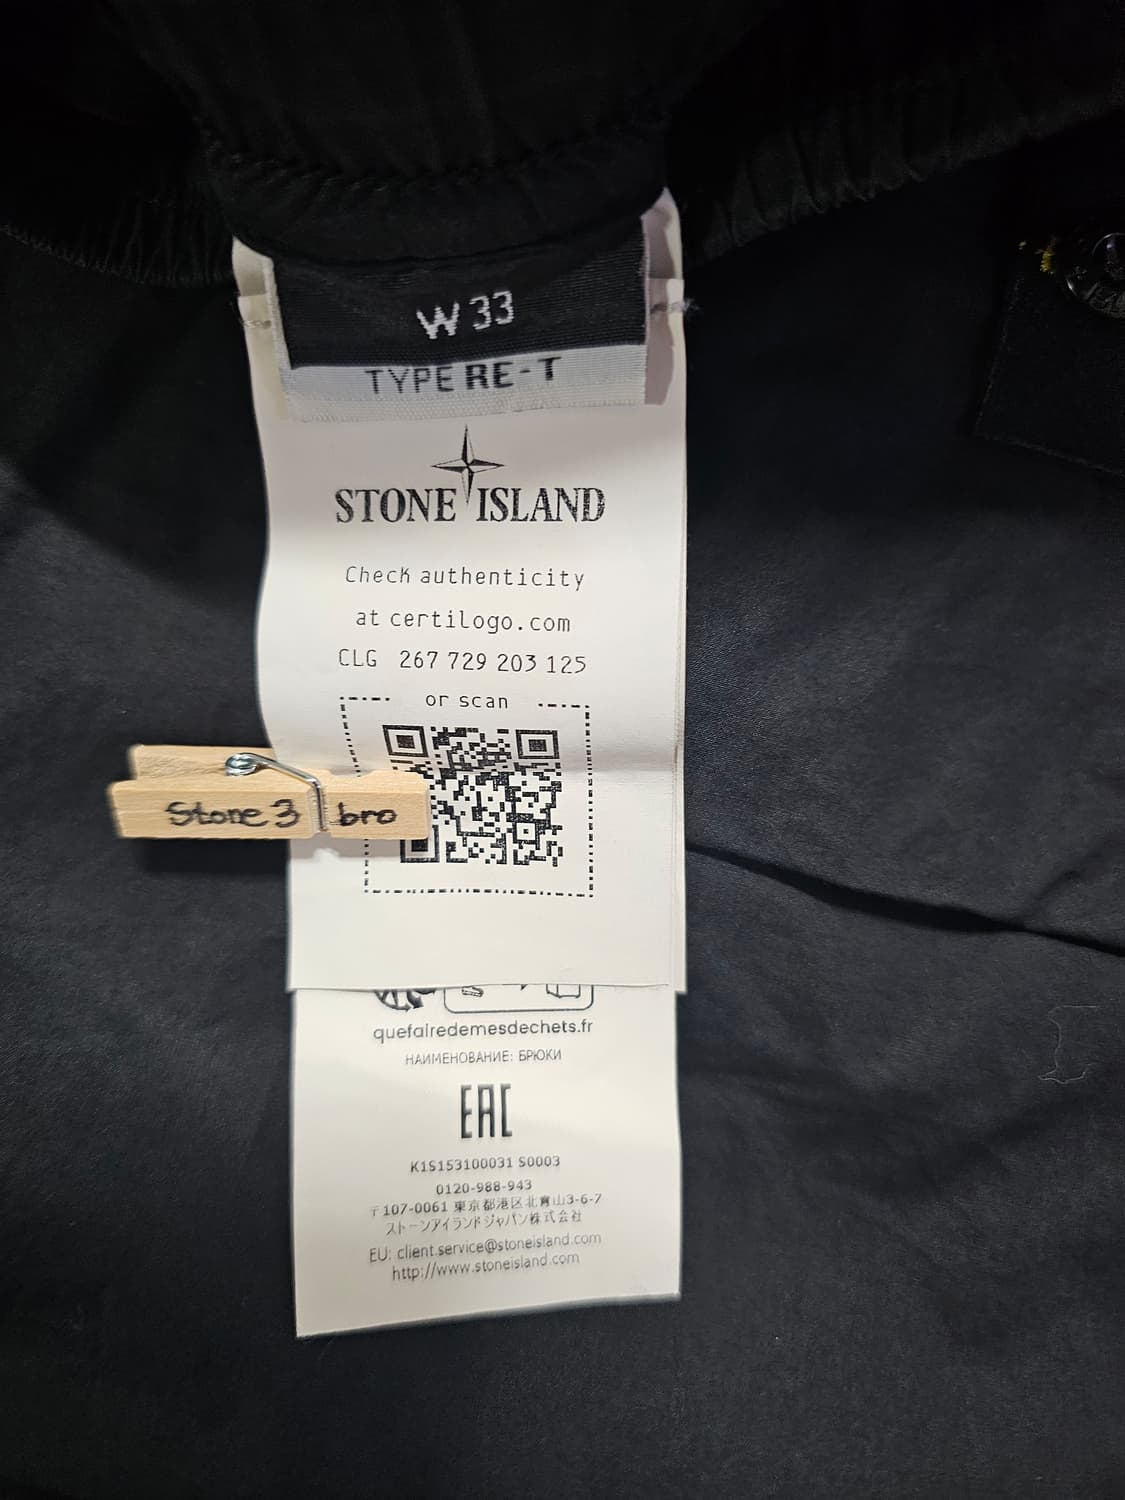 W 33
TYPE RE-T
STONE ISLAND
Check authenticity
at certilogo.com
CLG 267 729 203 125
or scan
Stone 3 bro
quefairedemesdechets.fr
НАИМЕНОВАНИЕ: БРЮКИ
EAC
K1S153100031 S0003
0120-988-943
〒107-0061 東京都港区北青山3-6-7
ストーンアイランドジャパン株式会社
EU: client.service@stoneisland.com
http://www.stoneisland.com